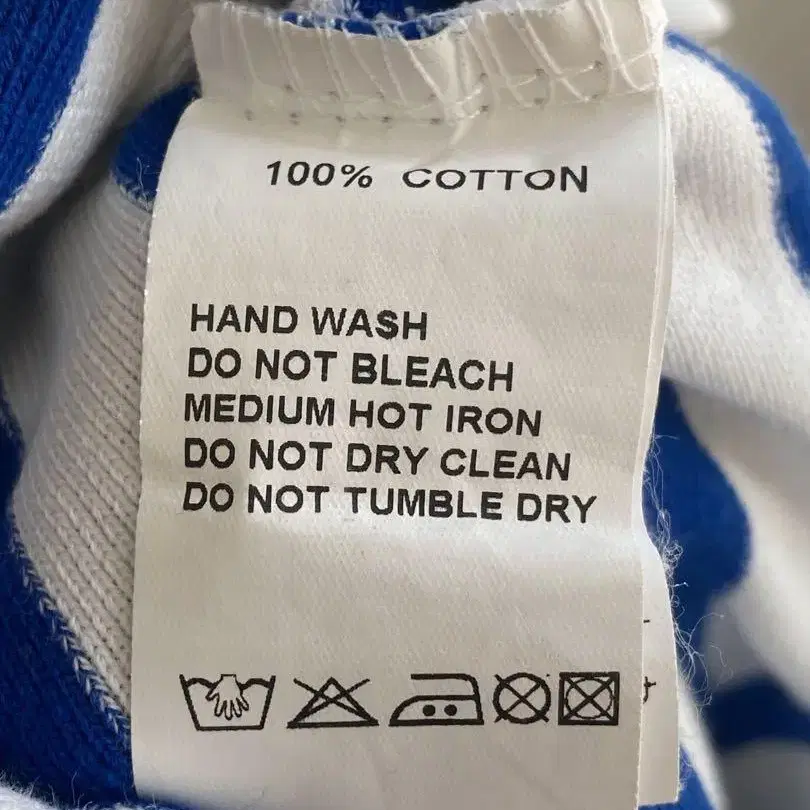 100% COTTON
HAND WASH
DO NOT BLEACH
MEDIUM HOT IRON
DO NOT DRY CLEAN
DO NOT TUMBLE DRY